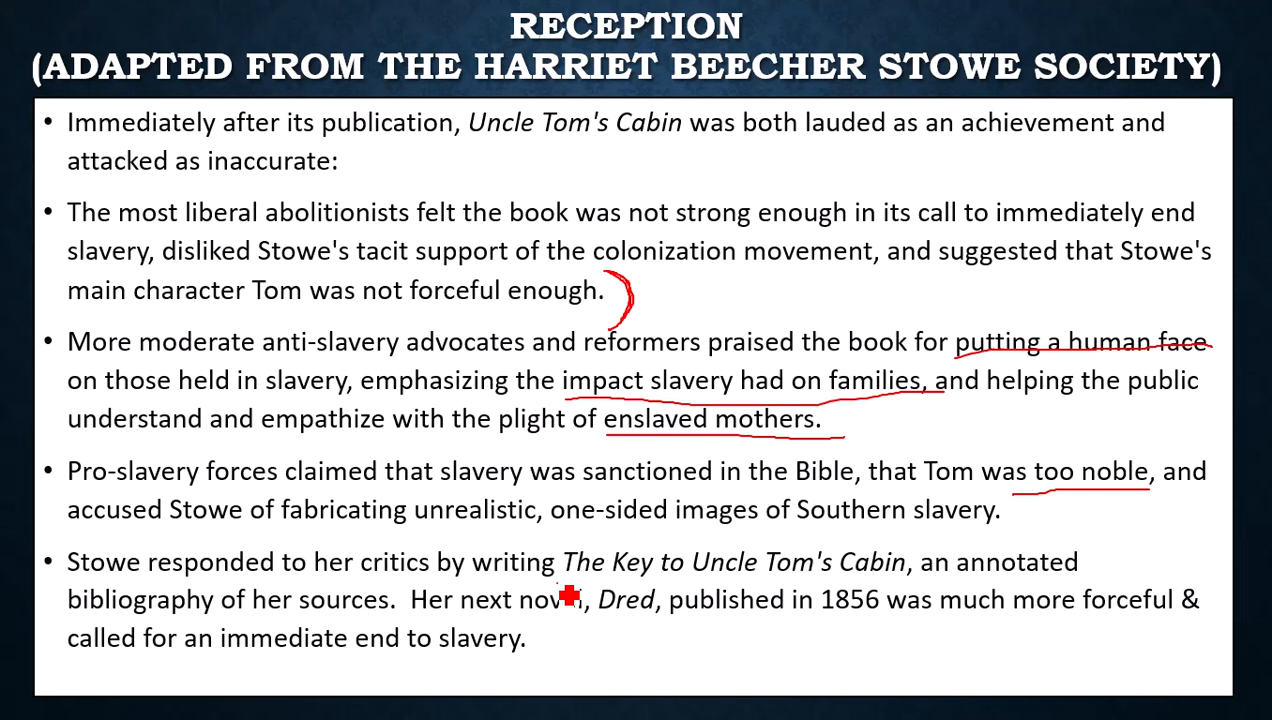 RECEPTION
(ADAPTED FROM THE HARRIET BEECHER STOWE SOCIETY)
• Immediately after its publication, Uncle Tom's Cabin was both lauded as an achievement and
attacked as inaccurate:
• The most liberal abolitionists felt the book was not strong enough in its call to immediately end
slavery, disliked Stowe's tacit support of the colonization movement, and suggested that Stowe's
main character Tom was not forceful enough.
• More moderate anti-slavery advocates and reformers praised the book for putting a human face
on those held in slavery, emphasizing the impact slavery had on families, and helping the public
understand and empathize with the plight of enslaved mothers.
• Pro-slavery forces claimed that slavery was sanctioned in the Bible, that Tom was too noble, and
accused Stowe of fabricating unrealistic, one-sided images of Southern slavery.
• Stowe responded to her critics by writing The Key to Uncle Tom's Cabin, an annotated
bibliography of her sources.  Her next , Dred, published in 1856 was much more forceful &
called for an immediate end to slavery.